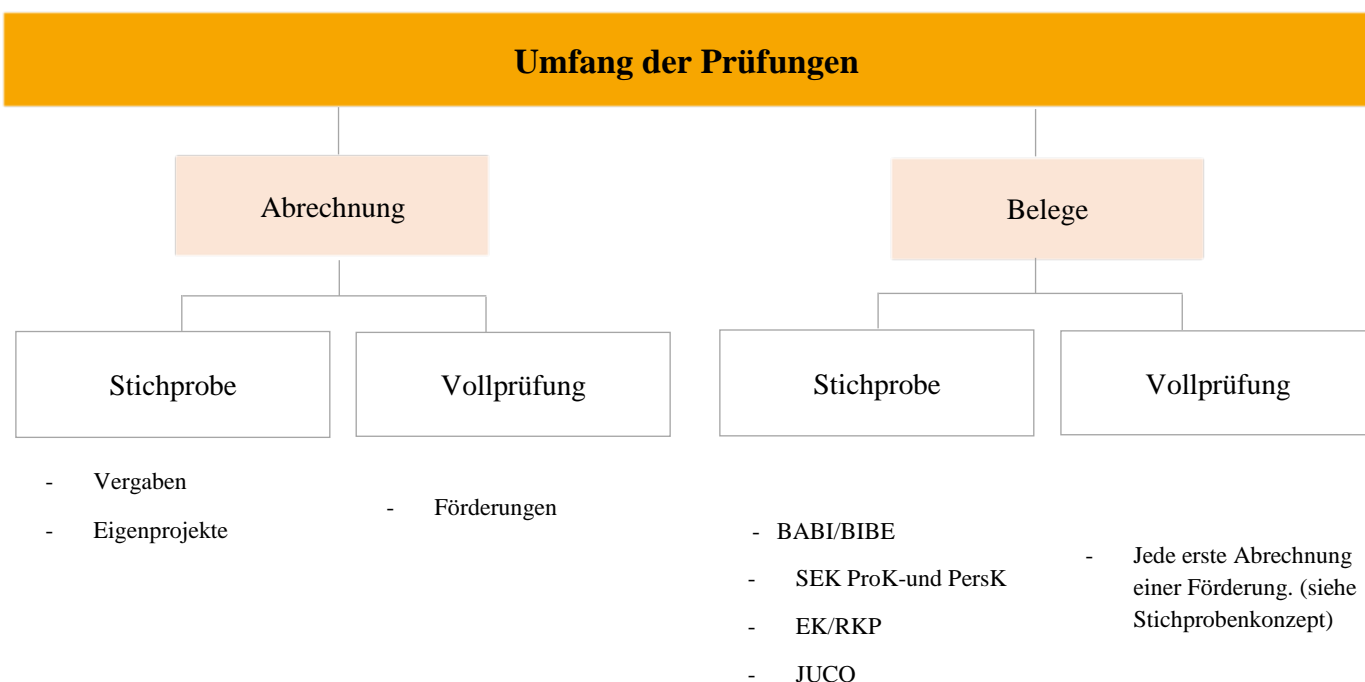 Umfang der Prüfungen
Abrechnung
Belege
Stichprobe
Vollprüfung
Stichprobe
Vollprüfung
- Vergaben
- Eigenprojekte
- Förderungen
- BABI/BIBE
- SEK ProK-und PersK
- EK/RKP
- JUCO
- Jede erste Abrechnung
einer Förderung. (siehe
Stichprobenkonzept)